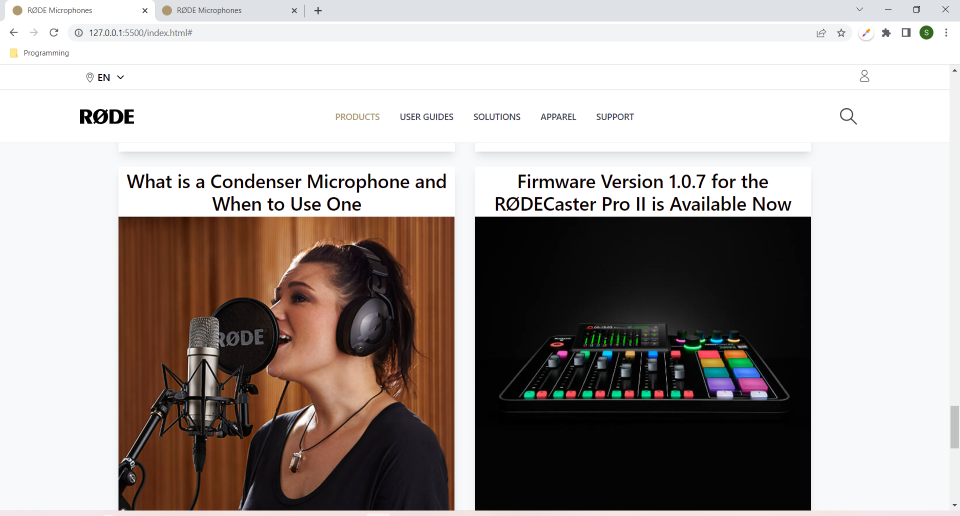 RØDE Microphones
RØDE Microphones
127.0.0.1:5500/index.html#
S
Programming
EN
RØDE
PRODUCTS
USER GUIDES
SOLUTIONS
APPAREL
SUPPORT
What is a Condenser Microphone and
When to Use One
Firmware Version 1.0.7 for the
RØDECaster Pro II is Available Now
RØDE